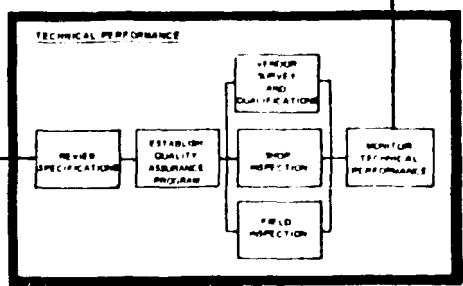 TECHNICAL PERFORMANCE
VENDOR
SURVEY
AND
QUALIFICATIONS
REVIEW
SPECIFICATIONS
ESTABLISH
QUALITY
ASSURANCE
PROGRAM
SHOP
INSPECTION
MONITOR
TECHNICAL
PERFORMANCE
FIELD
INSPECTION